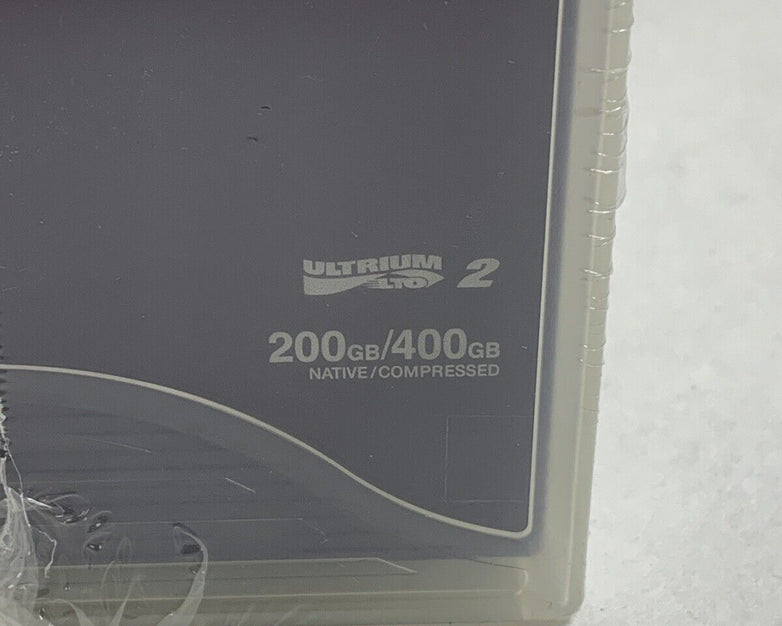 ULTRIUM 2
LTO
200GB/400GB
NATIVE/COMPRESSED